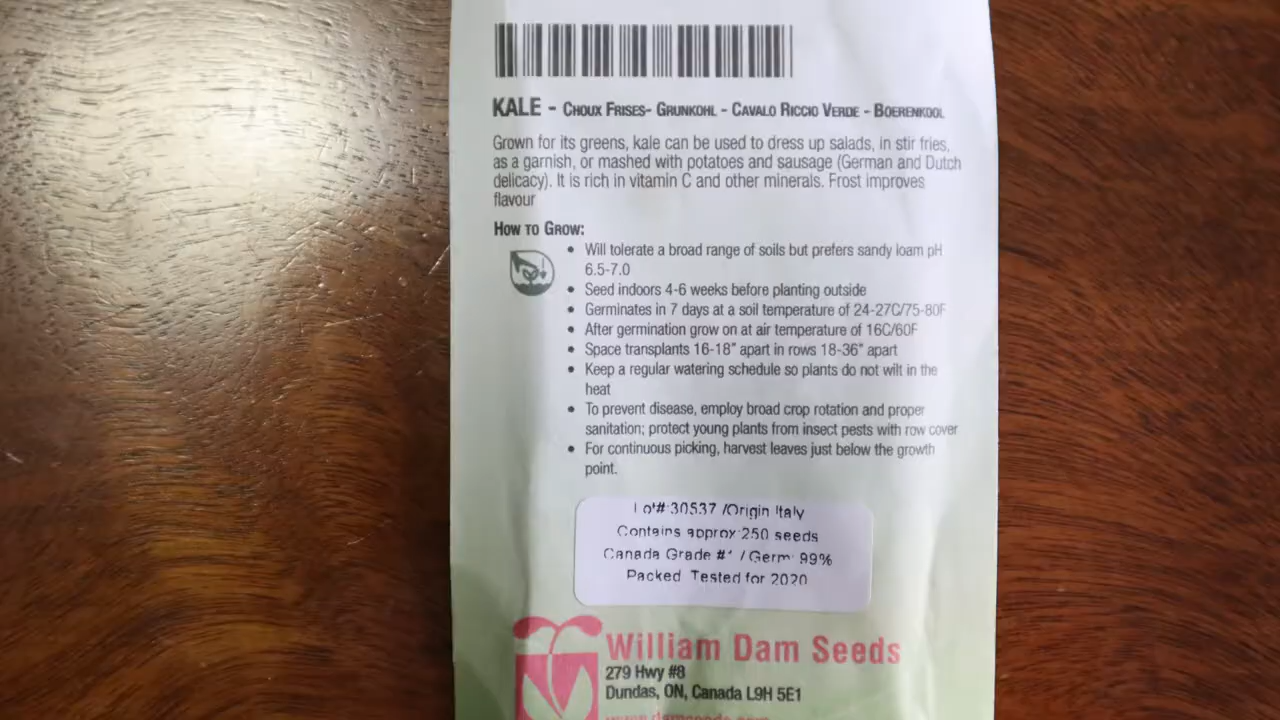 KALE - CHOUX FRISES- GRUNKOHL - CAVALO RICCIO VERDE - BOERENKOOL
Grown for its greens, kale can be used to dress up salads, in stir fries,
as a garnish, or mashed with potatoes and sausage (German and Dutch
delicacy). It is rich in vitamin C and other minerals. Frost improves
flavour
HOW TO GROW:
• Will tolerate a broad range of soils but prefers sandy loam pH
6.5-7.0
• Seed indoors 4-6 weeks before planting outside
• Germinates in 7 days at a soil temperature of 24-27C/75-80F
• After germination grow on at air temperature of 16C/60F
• Space transplants 16-18" apart in rows 18-36" apart
• Keep a regular watering schedule so plants do not wilt in the
heat
• To prevent disease, employ broad crop rotation and proper
sanitation; protect young plants from insect pests with row cover
• For continuous picking, harvest leaves just below the growth
point.
Lot# 30537 /Origin Italy
Contains approx 250 seeds
Canada Grade #1 / Germ: 99%
Packed Tested for 2020
William Dam Seeds
279 Hwy #8
Dundas, ON, Canada L9H 5E1